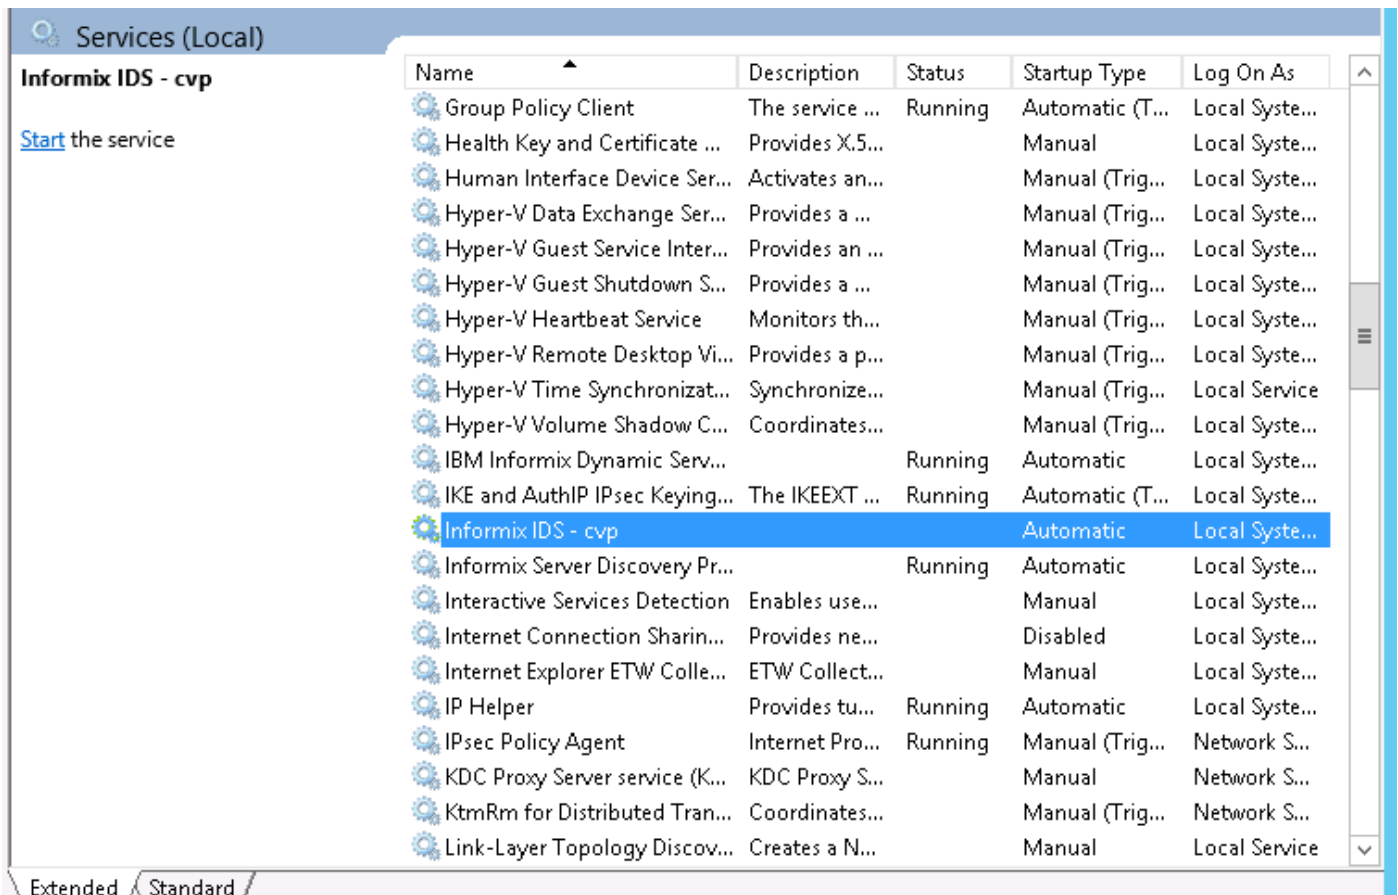 Services (Local)
Informix IDS - cvp
Start the service
Name Description Status Startup Type Log On As
Group Policy Client The service ... Running Automatic (T... Local Syste...
Health Key and Certificate ... Provides X.5... Manual Local Syste...
Human Interface Device Ser... Activates an... Manual (Trig... Local Syste...
Hyper-V Data Exchange Ser... Provides a ... Manual (Trig... Local Syste...
Hyper-V Guest Service Inter... Provides an ... Manual (Trig... Local Syste...
Hyper-V Guest Shutdown S... Provides a ... Manual (Trig... Local Syste...
Hyper-V Heartbeat Service Monitors th... Manual (Trig... Local Syste...
Hyper-V Remote Desktop Vi... Provides a p... Manual (Trig... Local Syste...
Hyper-V Time Synchronizat... Synchronize... Manual (Trig... Local Service
Hyper-V Volume Shadow C... Coordinates... Manual (Trig... Local Syste...
IBM Informix Dynamic Serv... Running Automatic Local Syste...
IKE and AuthIP IPsec Keying... The IKEEXT ... Running Automatic (T... Local Syste...
Informix IDS - cvp Automatic Local Syste...
Informix Server Discovery Pr... Running Automatic Local Syste...
Interactive Services Detection Enables use... Manual Local Syste...
Internet Connection Sharin... Provides ne... Disabled Local Syste...
Internet Explorer ETW Colle... ETW Collect... Manual Local Syste...
IP Helper Provides tu... Running Automatic Local Syste...
IPsec Policy Agent Internet Pro... Running Manual (Trig... Network S...
KDC Proxy Server service (K... KDC Proxy S... Manual Network S...
KtmRm for Distributed Tran... Coordinates... Manual (Trig... Network S...
Link-Layer Topology Discov... Creates a N... Manual Local Service
Extended Standard